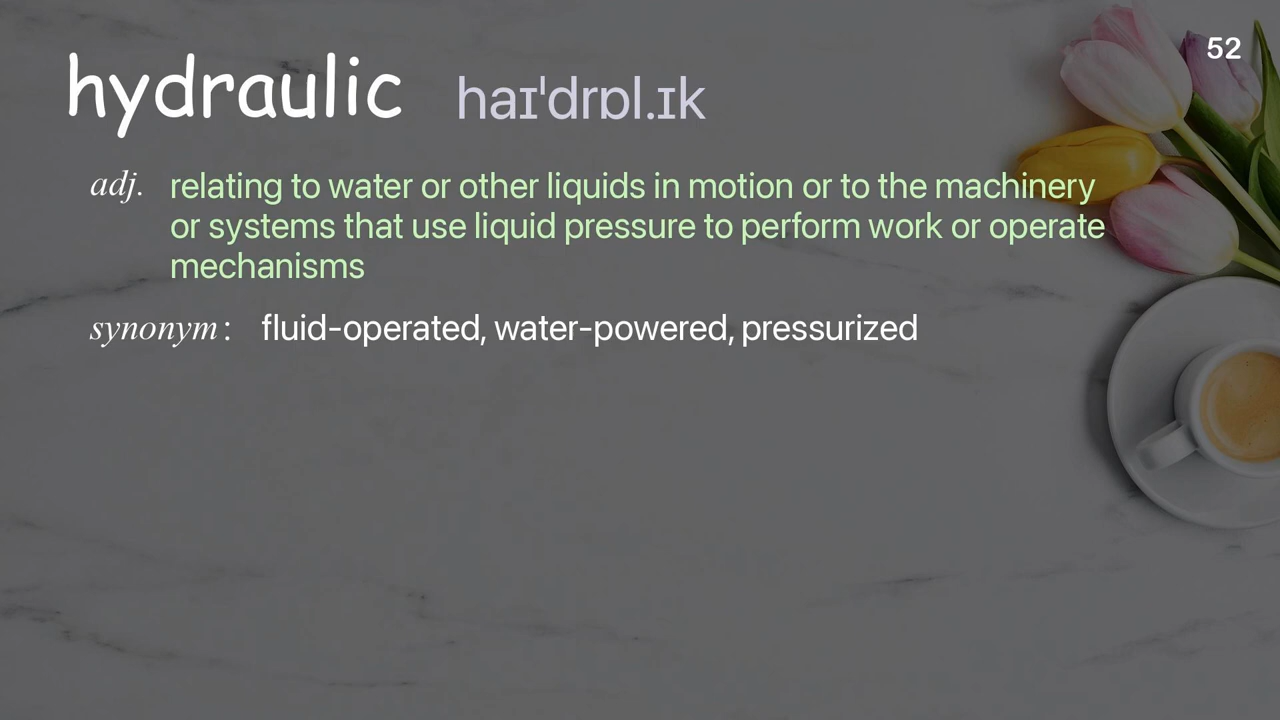 52
hydraulic haɪˈdrɒl.ɪk
adj. relating to water or other liquids in motion or to the machinery
or systems that use liquid pressure to perform work or operate
mechanisms
synonym: fluid-operated, water-powered, pressurized